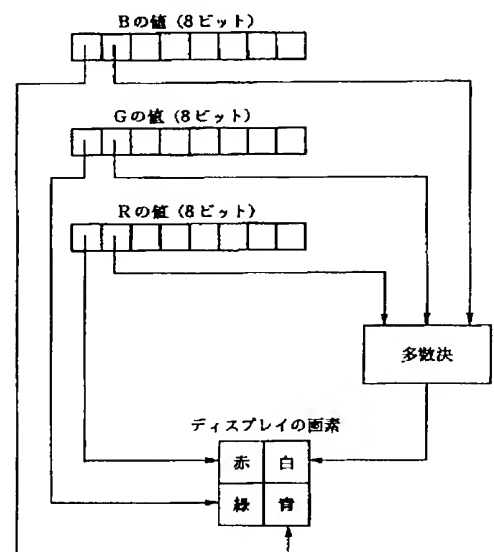 Bの値（8ビット）
Gの値（8ビット）
Rの値（8ビット）
多数決
ディスプレイの画素
赤 白
緑 青